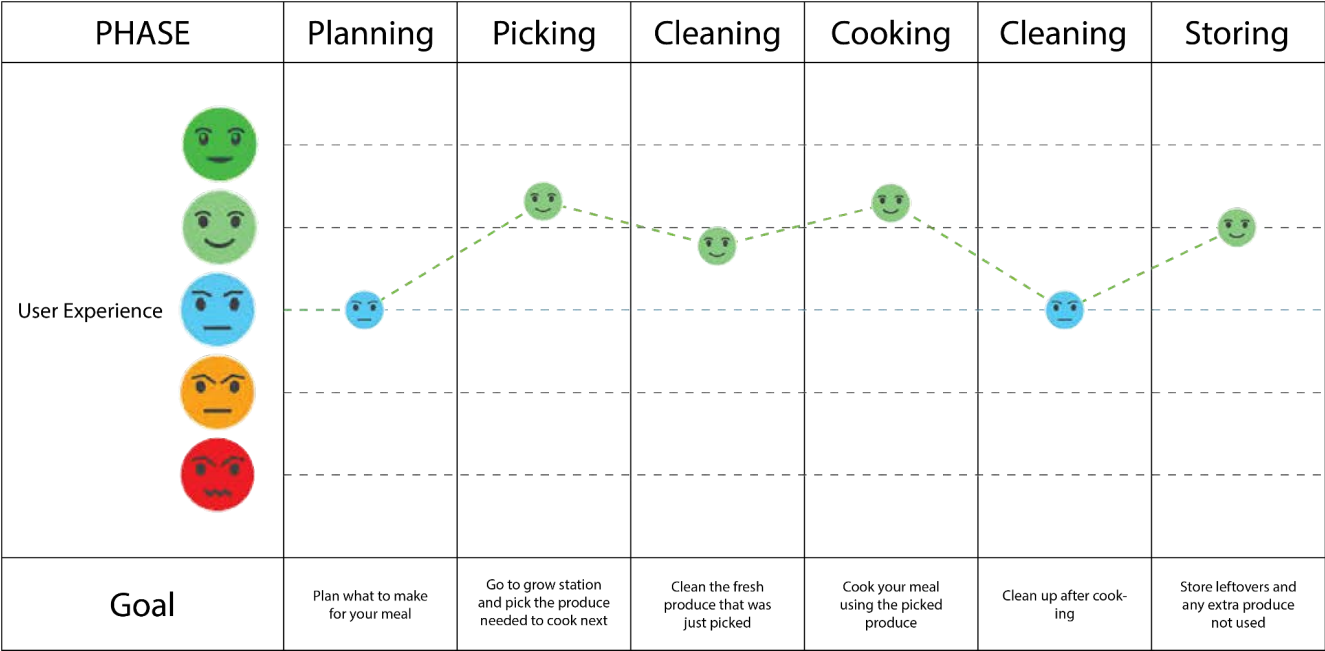 PHASE
Planning
Picking
Cleaning
Cooking
Cleaning
Storing
User Experience
Goal
Plan what to make
for your meal
Go to grow station
and pick the produce
needed to cook next
Clean the fresh
produce that was
just picked
Cook your meal
using the picked
produce
Clean up after cook-
ing
Store leftovers and
any extra produce
not used